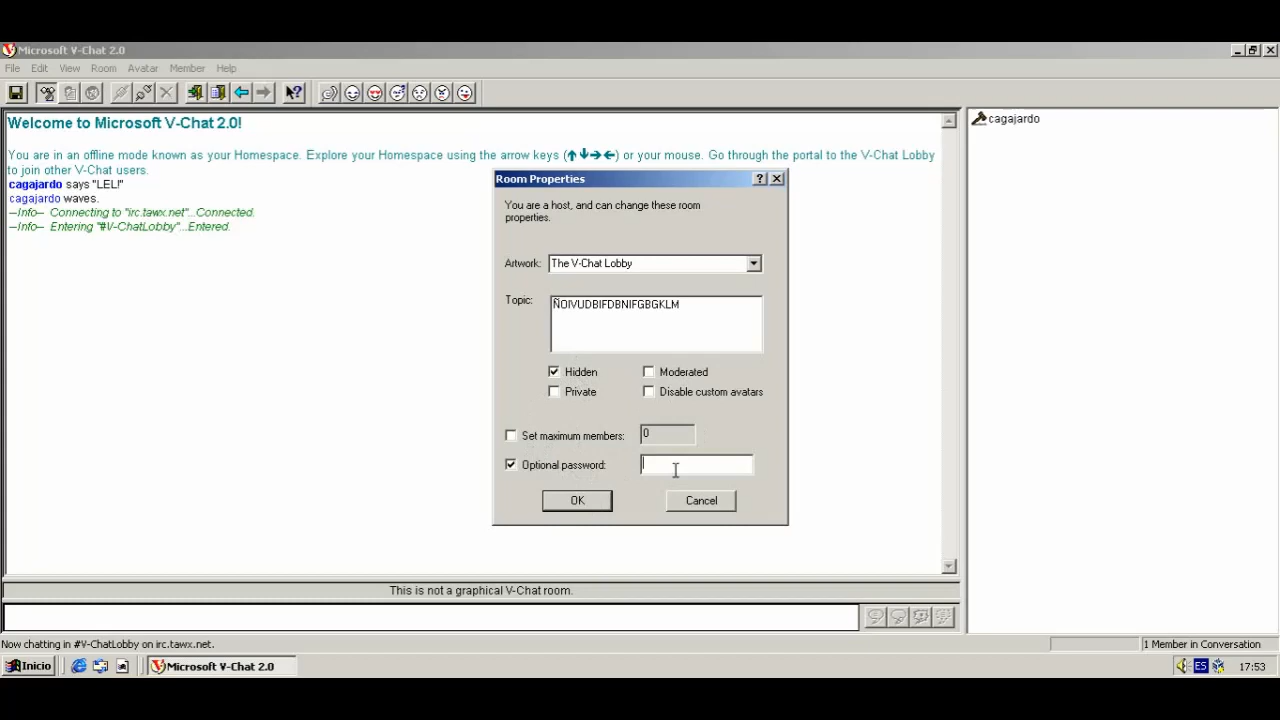 Microsoft V-Chat 2.0
File Edit View Room Avatar Member Help
Welcome to Microsoft V-Chat 2.0!
You are in an offline mode known as your Homespace. Explore your Homespace using the arrow keys (↑↓→←) or your mouse. Go through the portal to the V-Chat Lobby
to join other V-Chat users.
cagajardo says "LEL!"
cagajardo waves.
–Info– Connecting to "irc.tawx.net"...Connected.
–Info– Entering "#V-ChatLobby"...Entered.
cagajardo
Room Properties
You are a host, and can change these room
properties.
Artwork: The V-Chat Lobby
Topic: ÑOIVUDBIFDBNIFGBGKLM
Hidden Moderated
Private Disable custom avatars
Set maximum members: 0
Optional password:
OK Cancel
This is not a graphical V-Chat room.
Now chatting in #V-ChatLobby on irc.tawx.net.
1 Member in Conversation
Inicio Microsoft V-Chat 2.0 ES 17:53